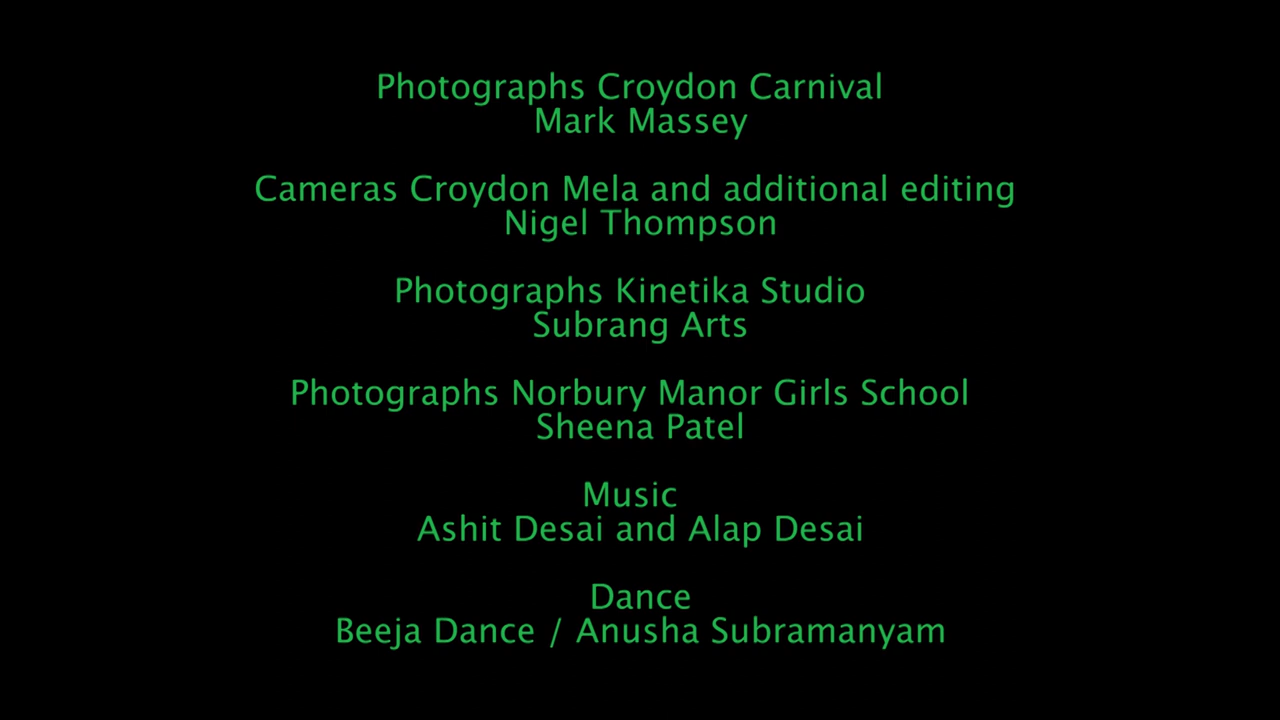 Photographs Croydon Carnival
Mark Massey
Cameras Croydon Mela and additional editing
Nigel Thompson
Photographs Kinetika Studio
Subrang Arts
Photographs Norbury Manor Girls School
Sheena Patel
Music
Ashit Desai and Alap Desai
Dance
Beeja Dance / Anusha Subramanyam